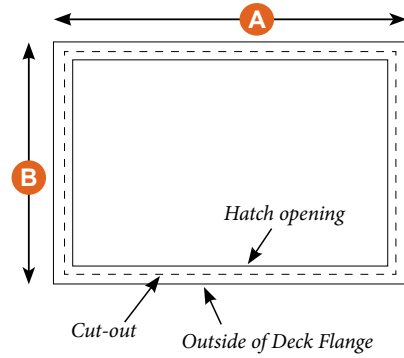 A
B
Hatch opening
Cut-out
Outside of Deck Flange